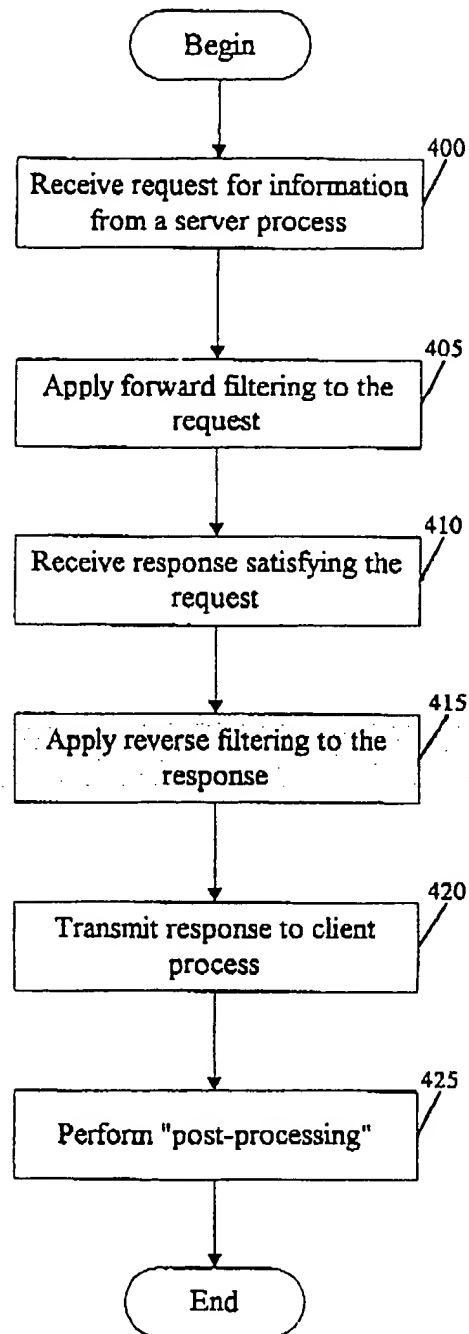 Begin
400
Receive request for information
from a server process
405
Apply forward filtering to the
request
410
Receive response satisfying the
request
415
Apply reverse filtering to the
response
420
Transmit response to client
process
425
Perform "post-processing"
End